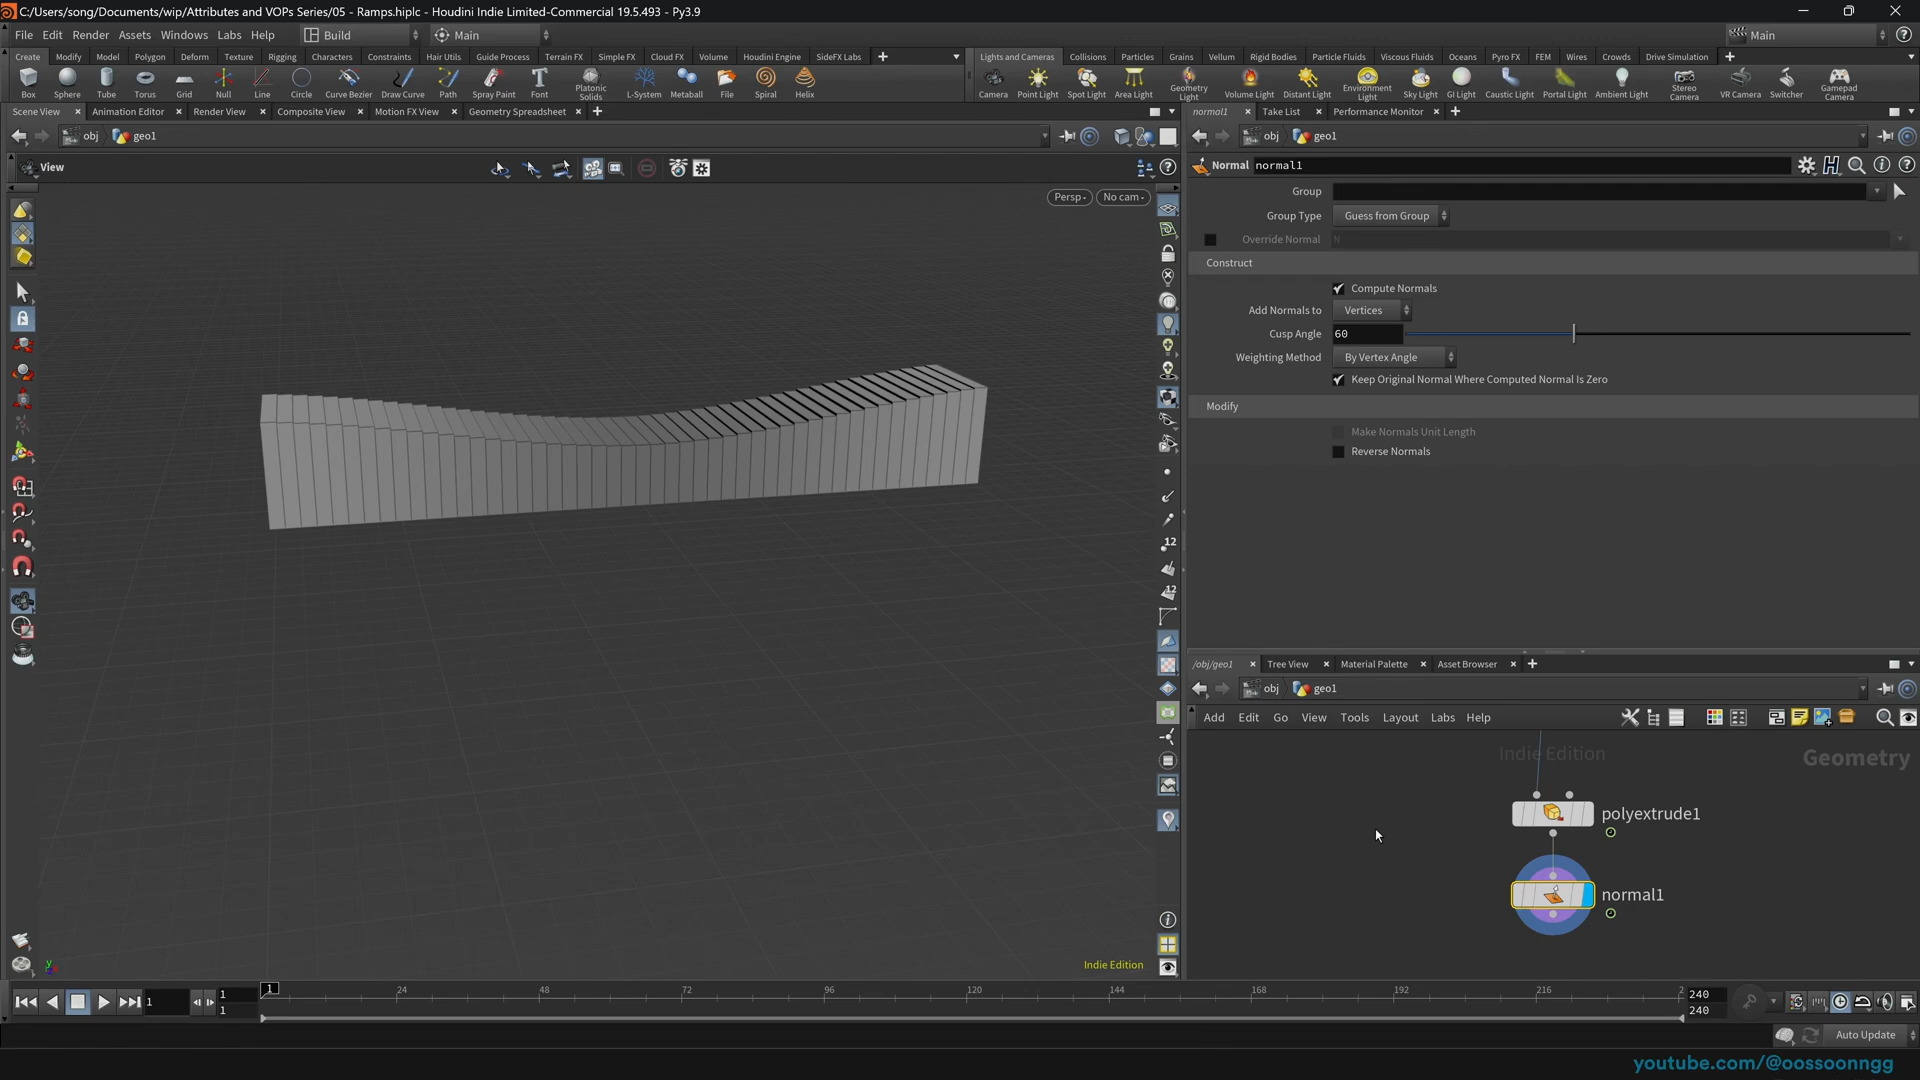 C:/Users/song/Documents/wip/Attributes and VOPs Series/05 - Ramps.hiplc - Houdini Indie Limited-Commercial 19.5.493 - Py3.9
File Edit Render Assets Windows Labs Help Build Main Main
Create Modify Model Polygon Deform Texture Rigging Characters Constraints Hair Utils Guide Process Terrain FX Simple FX Cloud FX Volume Houdini Engine SideFX Labs
Lights and Cameras Collisions Particles Grains Vellum Rigid Bodies Particle Fluids Viscous Fluids Oceans Pyro FX FEM Wires Crowds Drive Simulation
Box Sphere Tube Torus Grid Null Line Circle Curve Bezier Draw Curve Path Spray Paint Font Platonic Solids L-System Metaball File Spiral Helix
Camera Point Light Spot Light Area Light Geometry Light Volume Light Distant Light Environment Light Sky Light GI Light Caustic Light Portal Light Ambient Light Stereo Camera VR Camera Switcher Gamepad Camera
Scene View Animation Editor Render View Composite View Motion FX View Geometry Spreadsheet
normal1 Take List Performance Monitor
obj geo1
obj geo1
View
Persp No cam
Normal normal1
Group
Group Type Guess from Group
Override Normal N
Construct
Compute Normals
Add Normals to Vertices
Cusp Angle 60
Weighting Method By Vertex Angle
Keep Original Normal Where Computed Normal Is Zero
Modify
Make Normals Unit Length
Reverse Normals
12
12
/obj/geo1 Tree View Material Palette Asset Browser
obj geo1
Add Edit Go View Tools Layout Labs Help
Indie Edition
Geometry
polyextrude1
normal1
y
Indie Edition
1 1 1 1 24 48 72 96 120 144 168 192 216 2 240 240
Auto Update
youtube.com/@oossoonngg